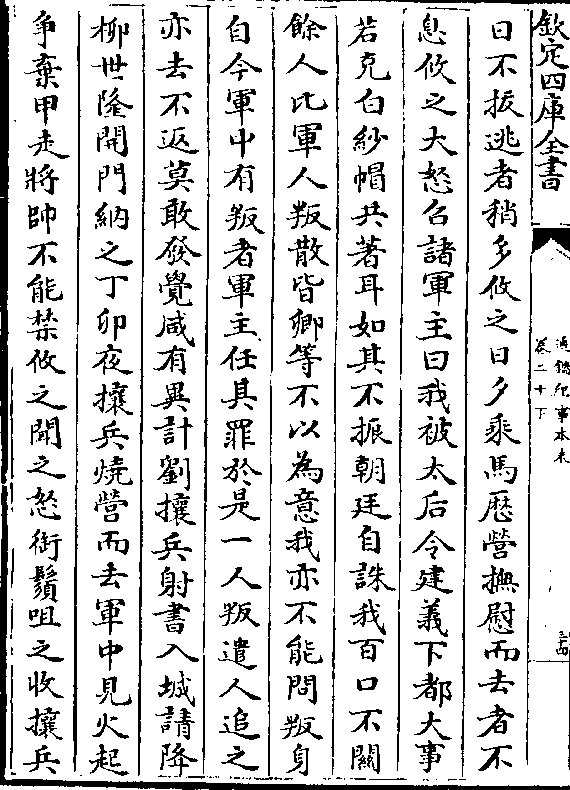 欽定四庫全書
通鑑紀事本末
卷二十下
日不拔逃者稍多攸之日夕乘馬歷營撫慰而去者不
息攸之大怒召諸軍主曰我被太后令建義下都大事
若克白紗帽共著耳如其不振朝廷自誅我百口不關
餘人比軍人叛散皆卿等不以為意我亦不能問叛身
自今軍中有叛者軍主任其罪於是一人叛遣人追之
亦去不返莫敢發覺咸有異計劉攘兵射書入城請降
柳世隆開門納之丁卯夜攘兵燒營而去軍中見火起
争棄甲走將帥不能禁攸之聞之怒銜鬚咀之收攘兵